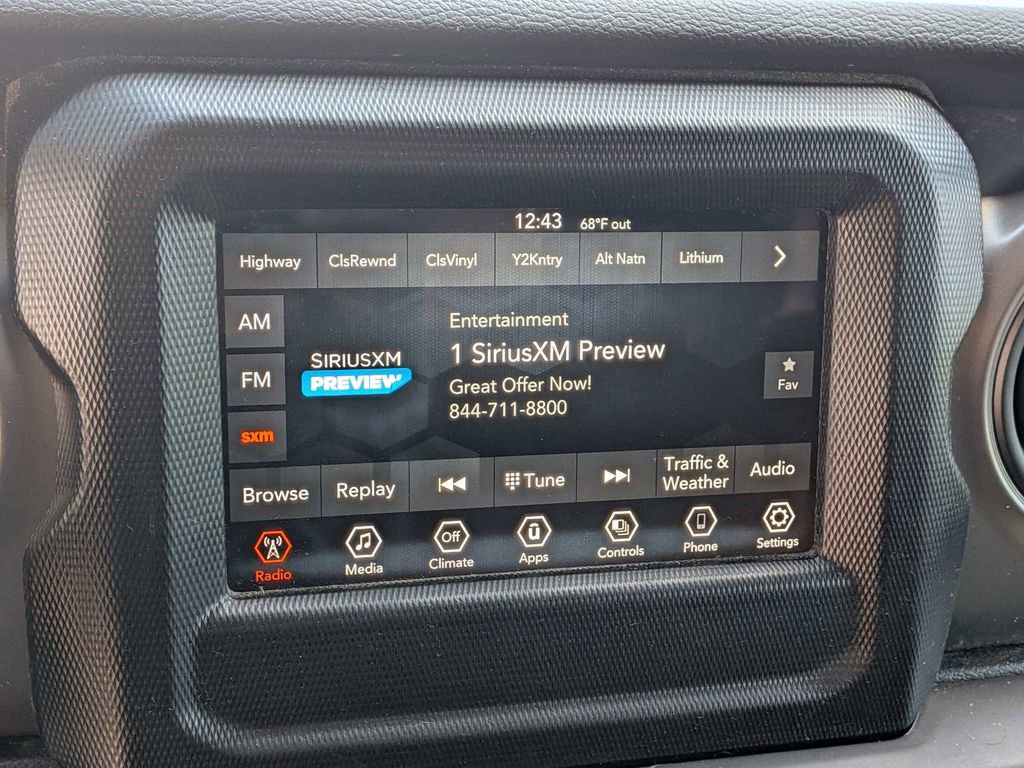 12:43 68°F out
Highway ClsRewnd ClsVinyl Y2Kntry Alt Natn Lithium
AM
FM
sxm
SIRIUSXM
PREVIEW
Entertainment
1 SiriusXM Preview
Great Offer Now!
844-711-8800
Fav
Browse Replay Tune Traffic & Weather Audio
Off
Radio Media Climate Apps Controls Phone Settings